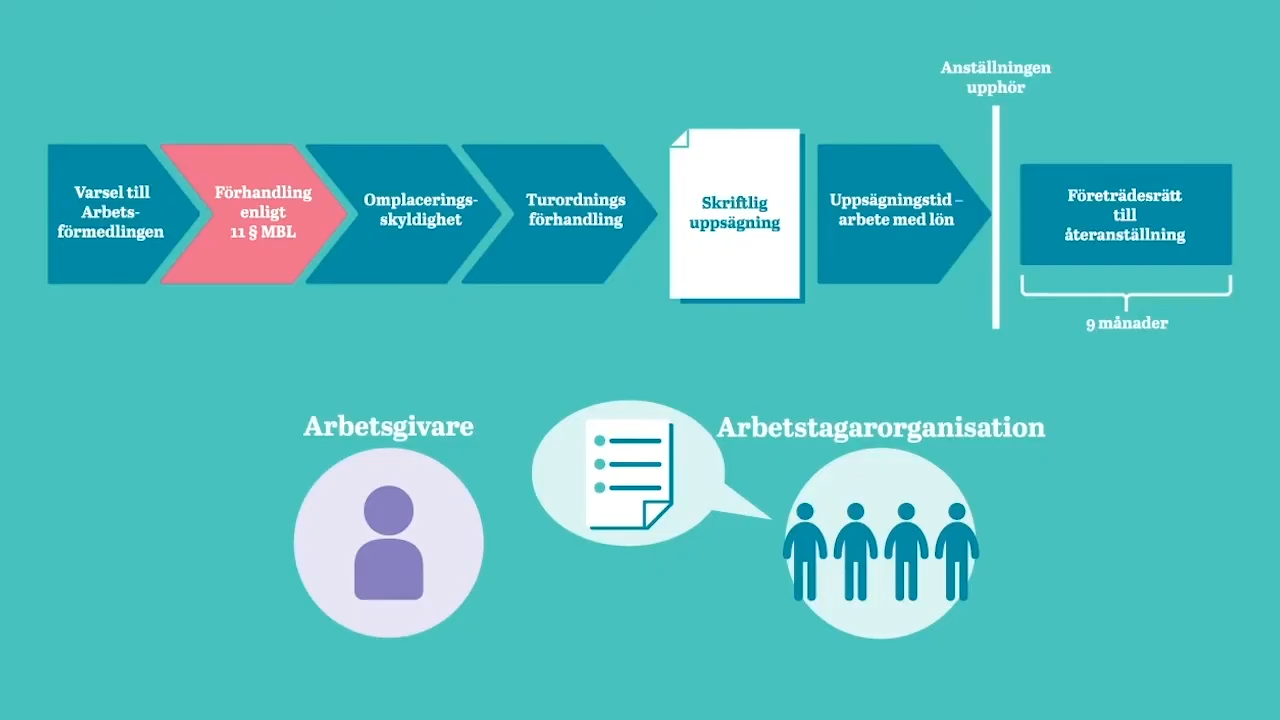 Anställningen
upphör
Varsel till
Arbets-
förmedlingen
Förhandling
enligt
11 § MBL
Omplacerings-
skyldighet
Turordnings
förhandling
Skriftlig
uppsägning
Uppsägningstid –
arbete med lön
Företrädesrätt
till
återanställning
9 månader
Arbetsgivare
Arbetstagarorganisation